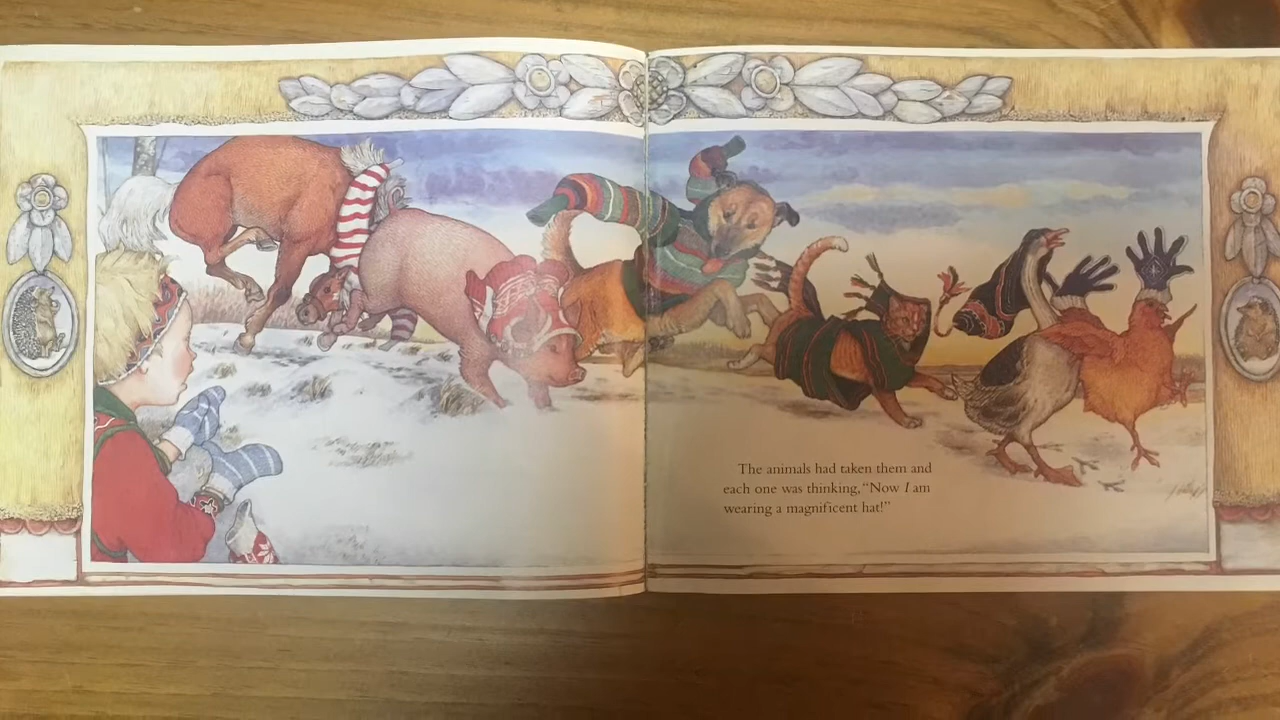 The animals had taken them and
each one was thinking, “Now I am
wearing a magnificent hat!”